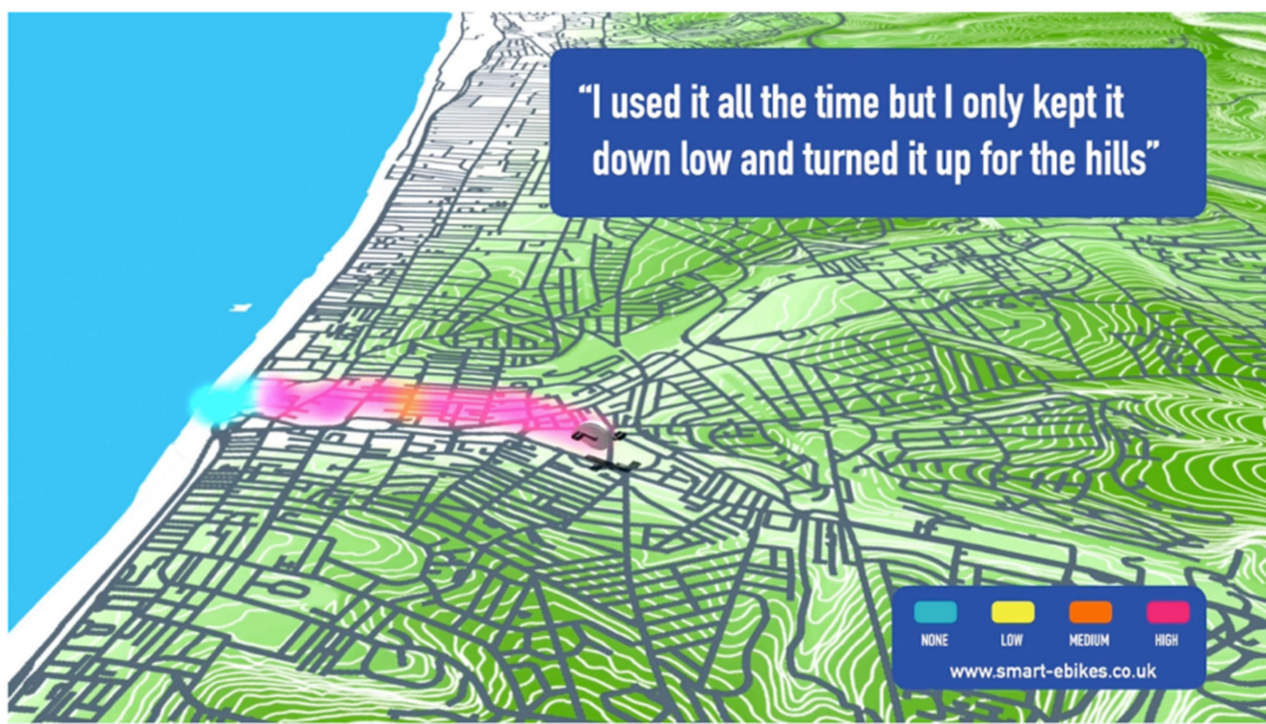 “I used it all the time but I only kept it
down low and turned it up for the hills”
NONE LOW MEDIUM HIGH
www.smart-ebikes.co.uk